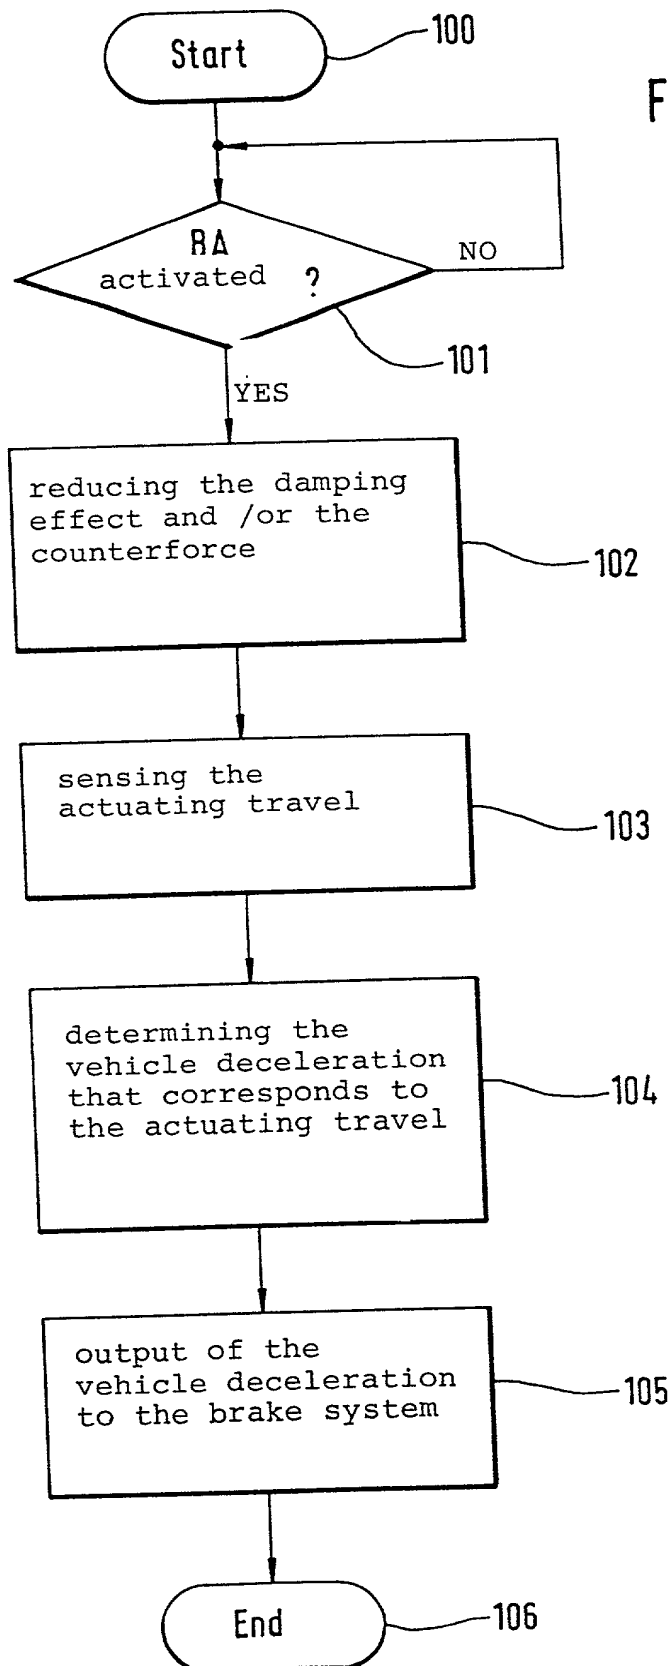 Start
100
F
BA
activated ?
NO
101
YES
reducing the damping
effect and /or the
counterforce
102
sensing the
actuating travel
103
determining the
vehicle deceleration
that corresponds to
the actuating travel
104
output of the
vehicle deceleration
to the brake system
105
End
106